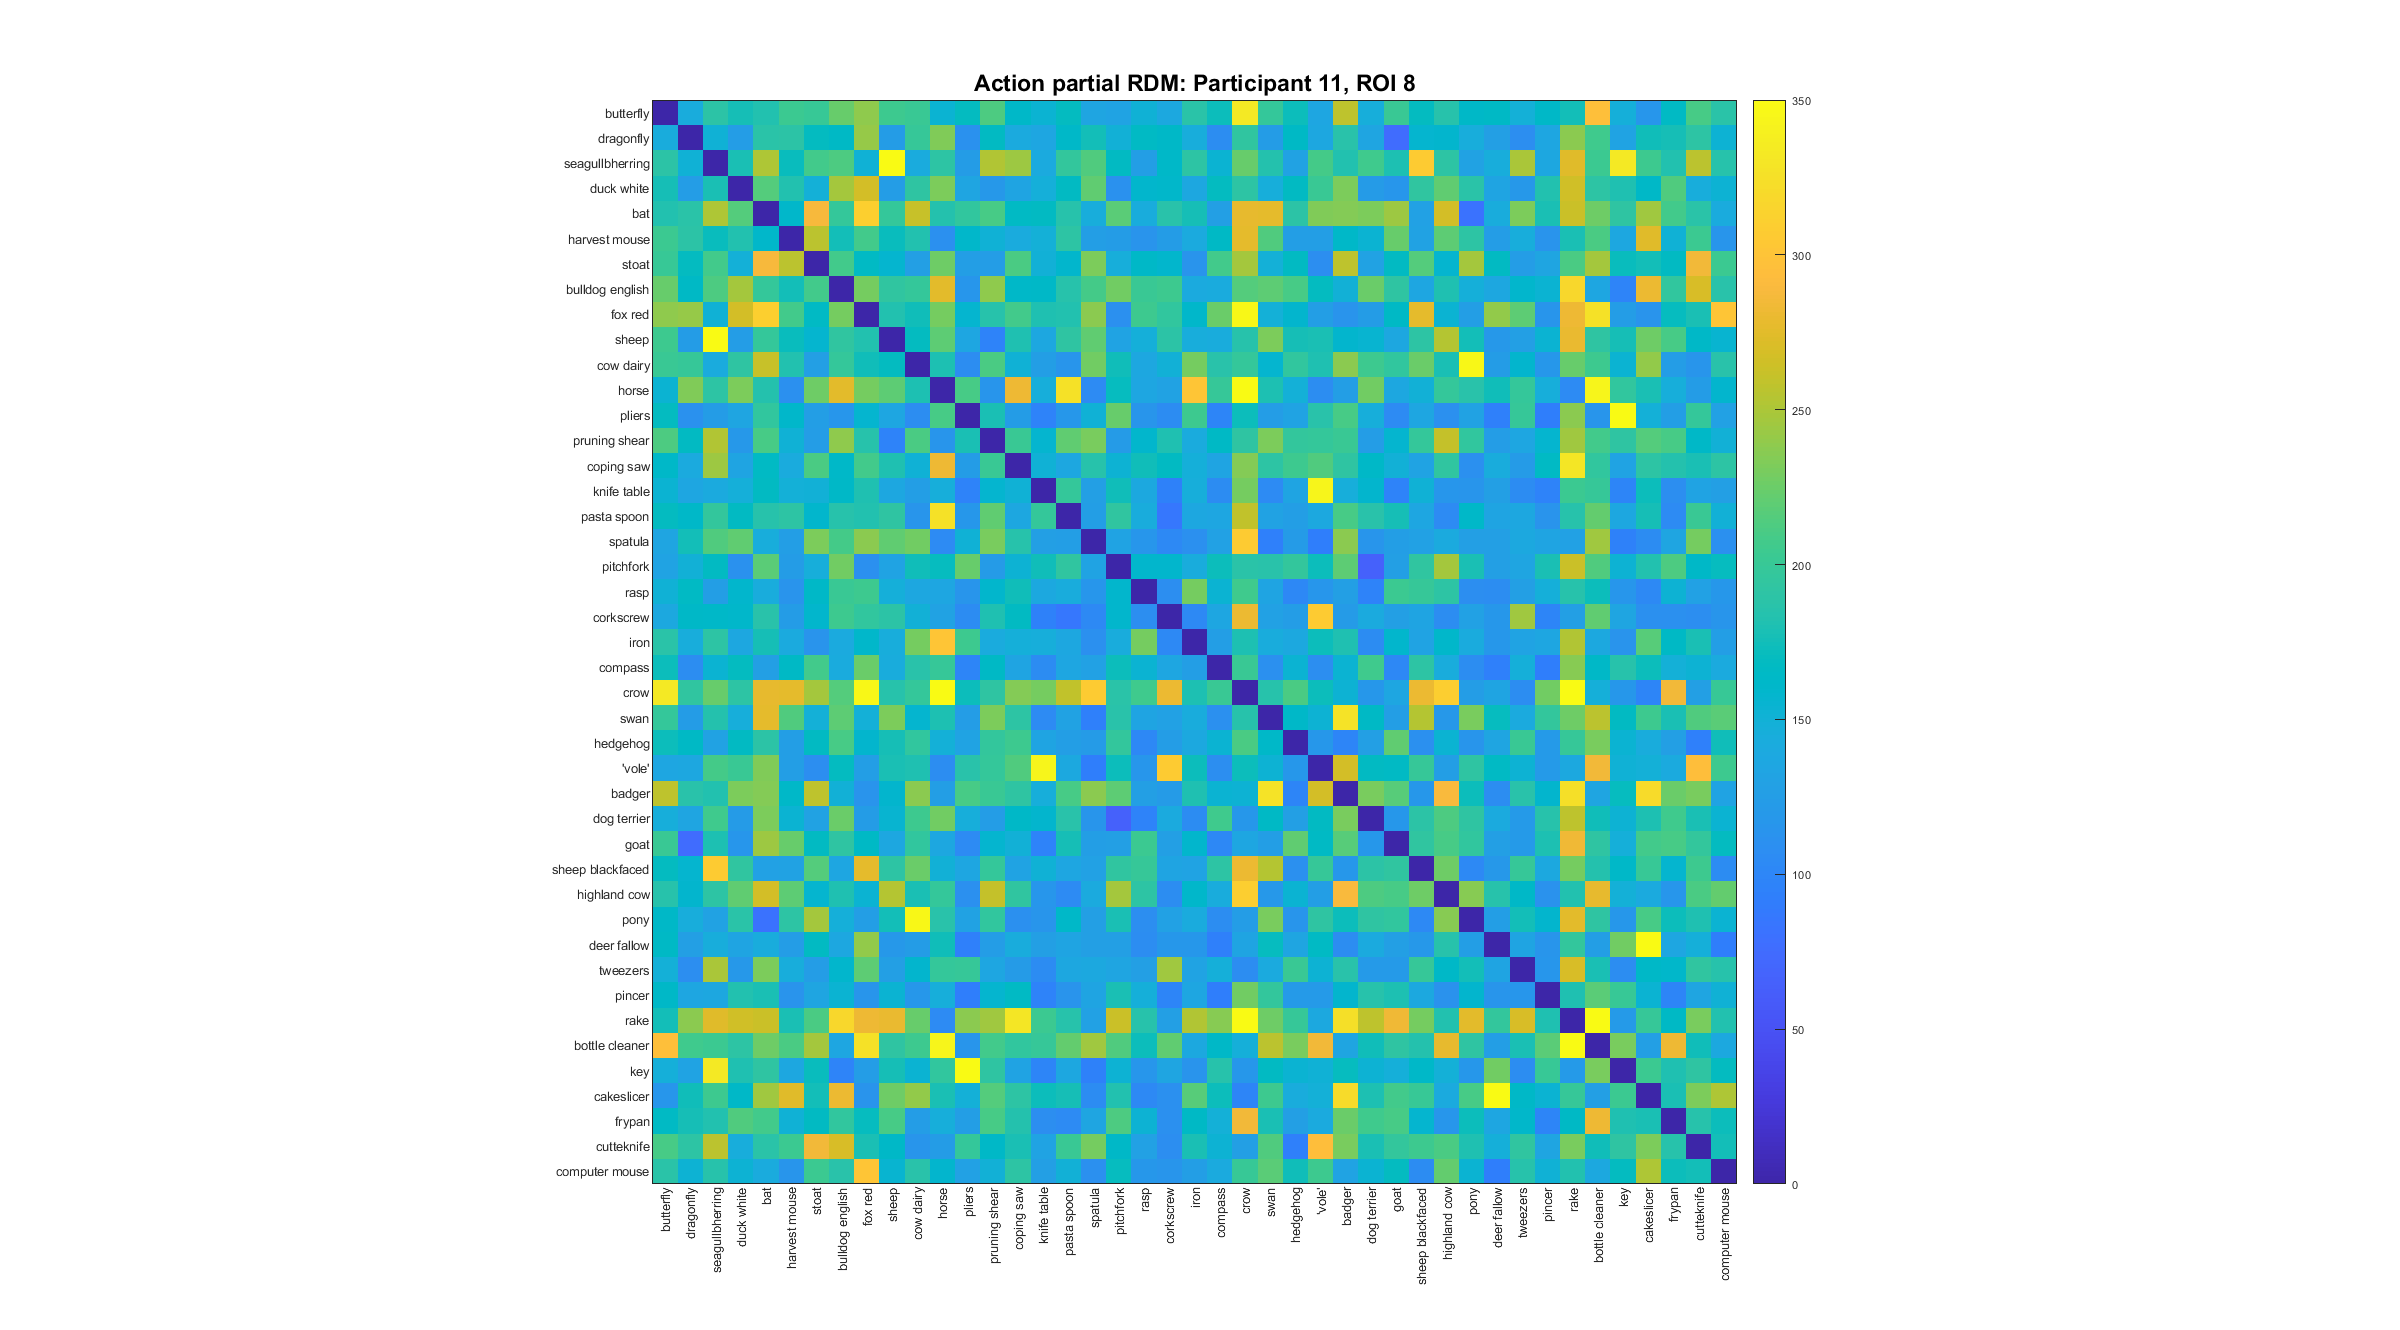 Action partial RDM: Participant 11, ROI 8
butterfly
dragonfly
seagullbherring
duck white
bat
harvest mouse
stoat
bulldog english
fox red
sheep
cow dairy
horse
pliers
pruning shear
coping saw
knife table
pasta spoon
spatula
pitchfork
rasp
corkscrew
iron
compass
crow
swan
hedgehog
'vole'
badger
dog terrier
goat
sheep blackfaced
highland cow
pony
deer fallow
tweezers
pincer
rake
bottle cleaner
key
cakeslicer
frypan
cutteknife
computer mouse
butterfly
dragonfly
seagullbherring
duck white
bat
harvest mouse
stoat
bulldog english
fox red
sheep
cow dairy
horse
pliers
pruning shear
coping saw
knife table
pasta spoon
spatula
pitchfork
rasp
corkscrew
iron
compass
crow
swan
hedgehog
'vole'
badger
dog terrier
goat
sheep blackfaced
highland cow
pony
deer fallow
tweezers
pincer
rake
bottle cleaner
key
cakeslicer
frypan
cutteknife
computer mouse
350
300
250
200
150
100
50
0